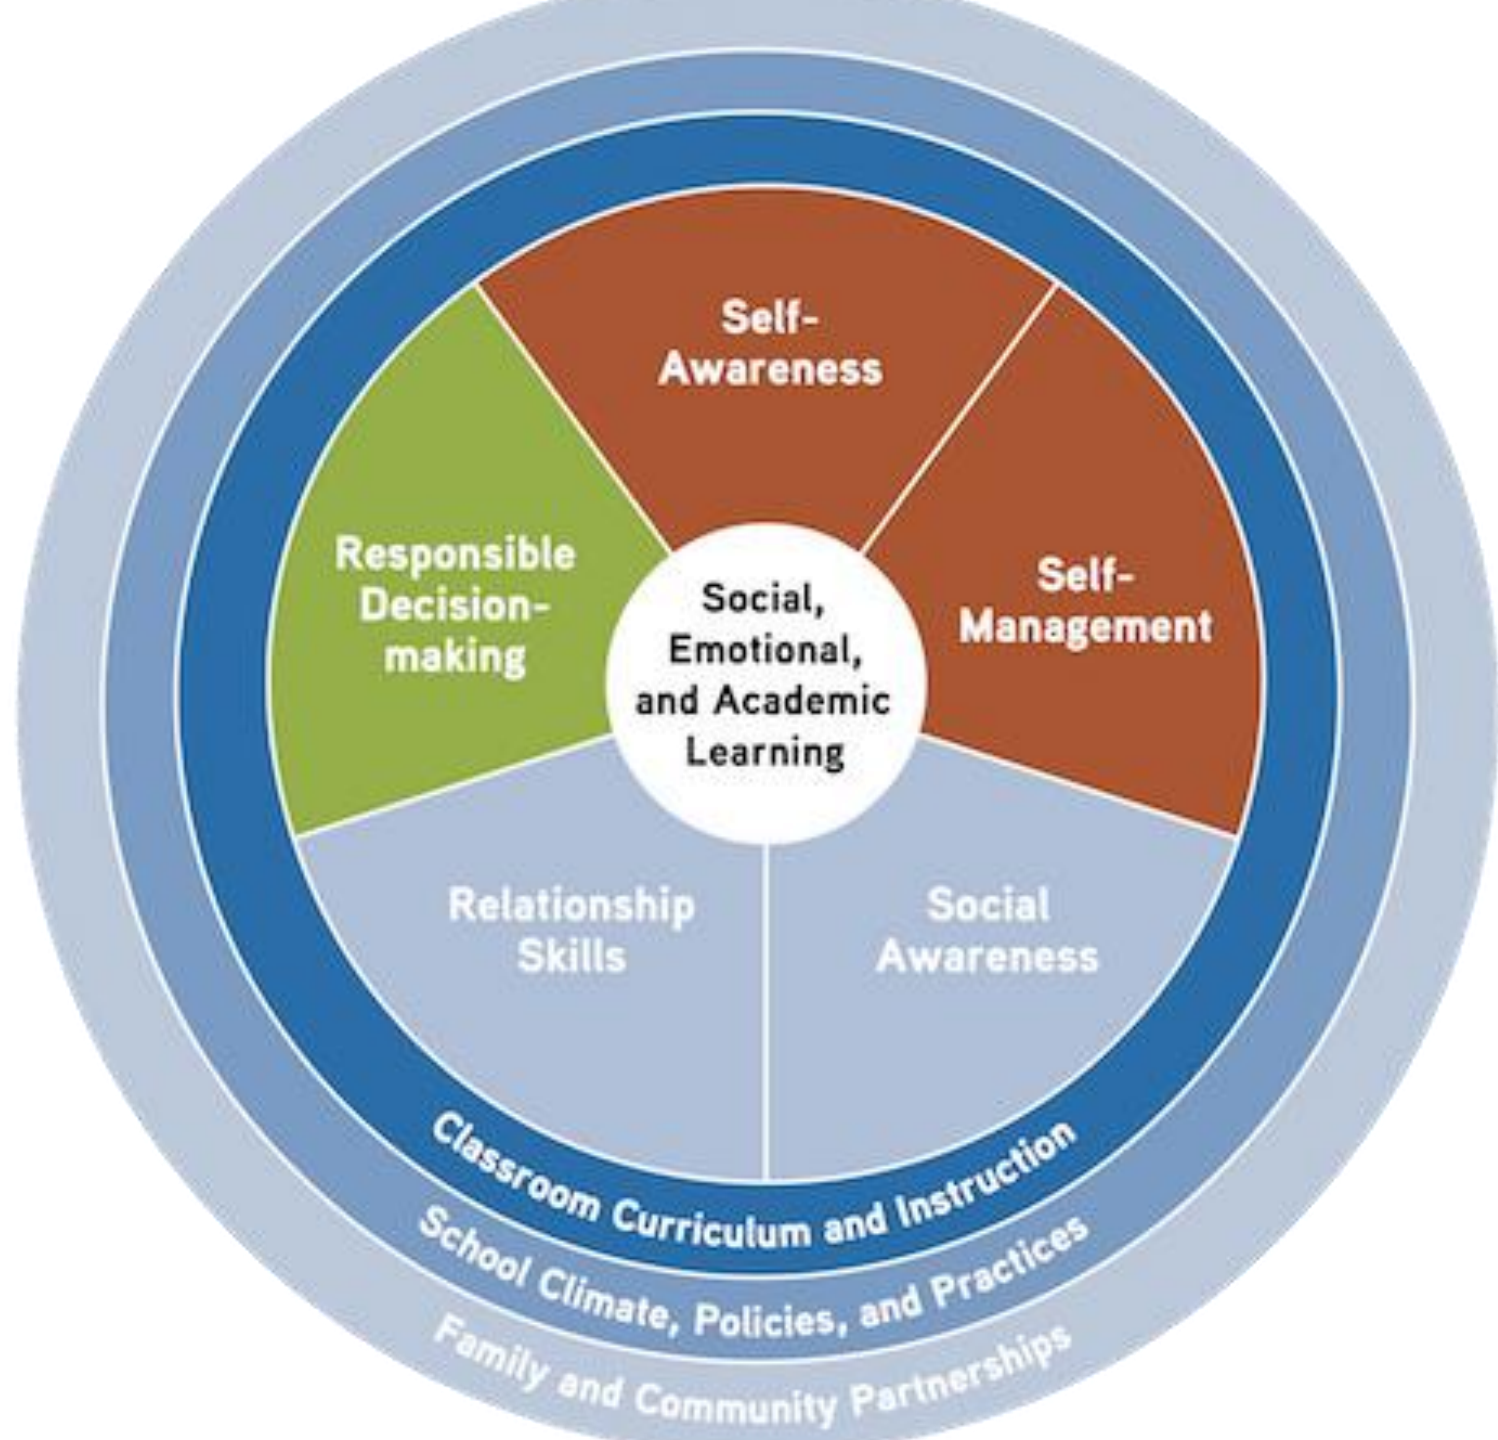 Self-
Awareness
Self-
Management
Responsible
Decision-
making
Social,
Emotional,
and Academic
Learning
Relationship
Skills
Social
Awareness
Classroom Curriculum and Instruction
School Climate, Policies, and Practices
Family and Community Partnerships